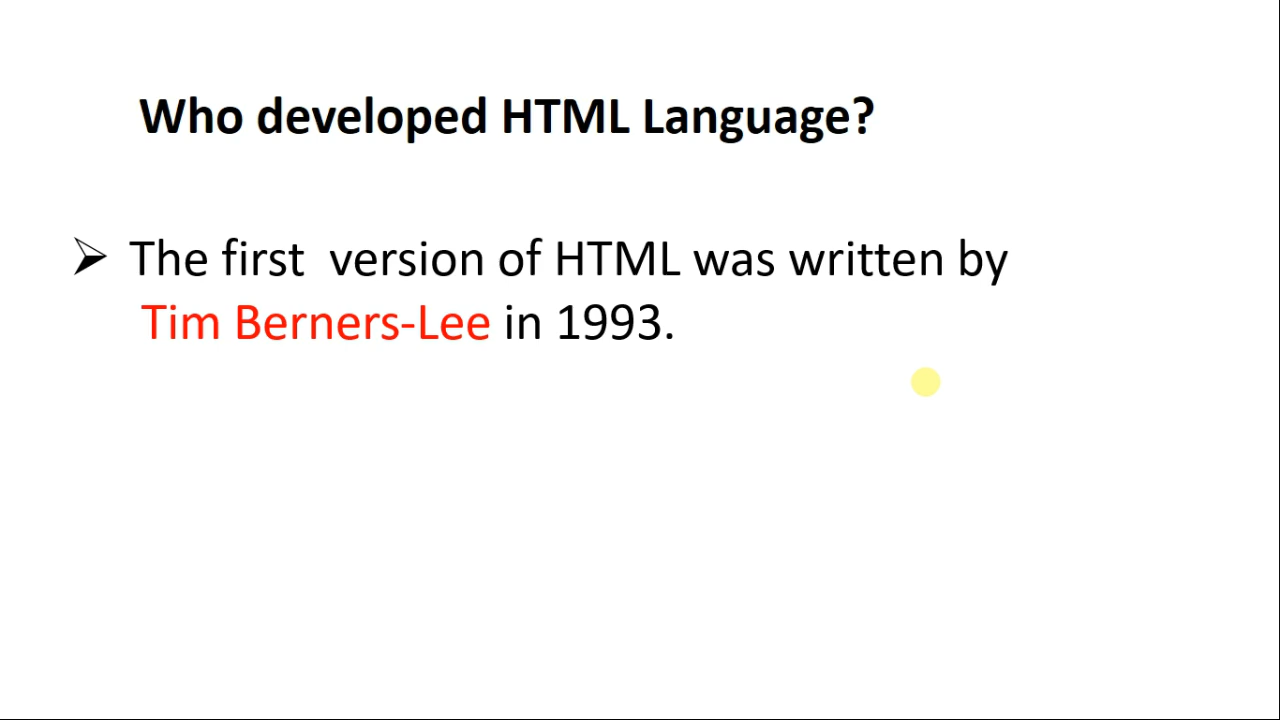 Who developed HTML Language?
The first version of HTML was written by
Tim Berners-Lee in 1993.